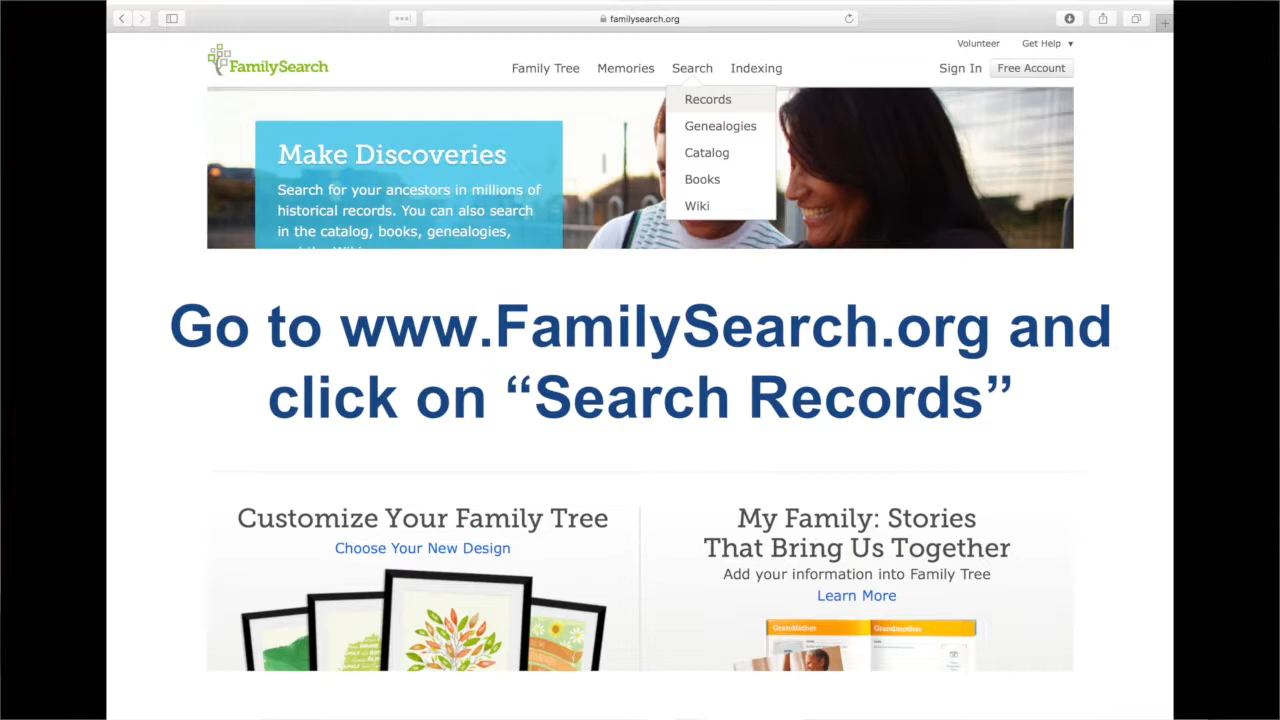 familysearch.org
Volunteer
Get Help
FamilySearch
Family Tree
Memories
Search
Indexing
Sign In
Free Account
Records
Genealogies
Catalog
Books
Wiki
Make Discoveries
Search for your ancestors in millions of
historical records. You can also search
in the catalog, books, genealogies,
Go to www.FamilySearch.org and
click on “Search Records”
Customize Your Family Tree
Choose Your New Design
My Family: Stories
That Bring Us Together
Add your information into Family Tree
Learn More
Grandfather
Grandmother